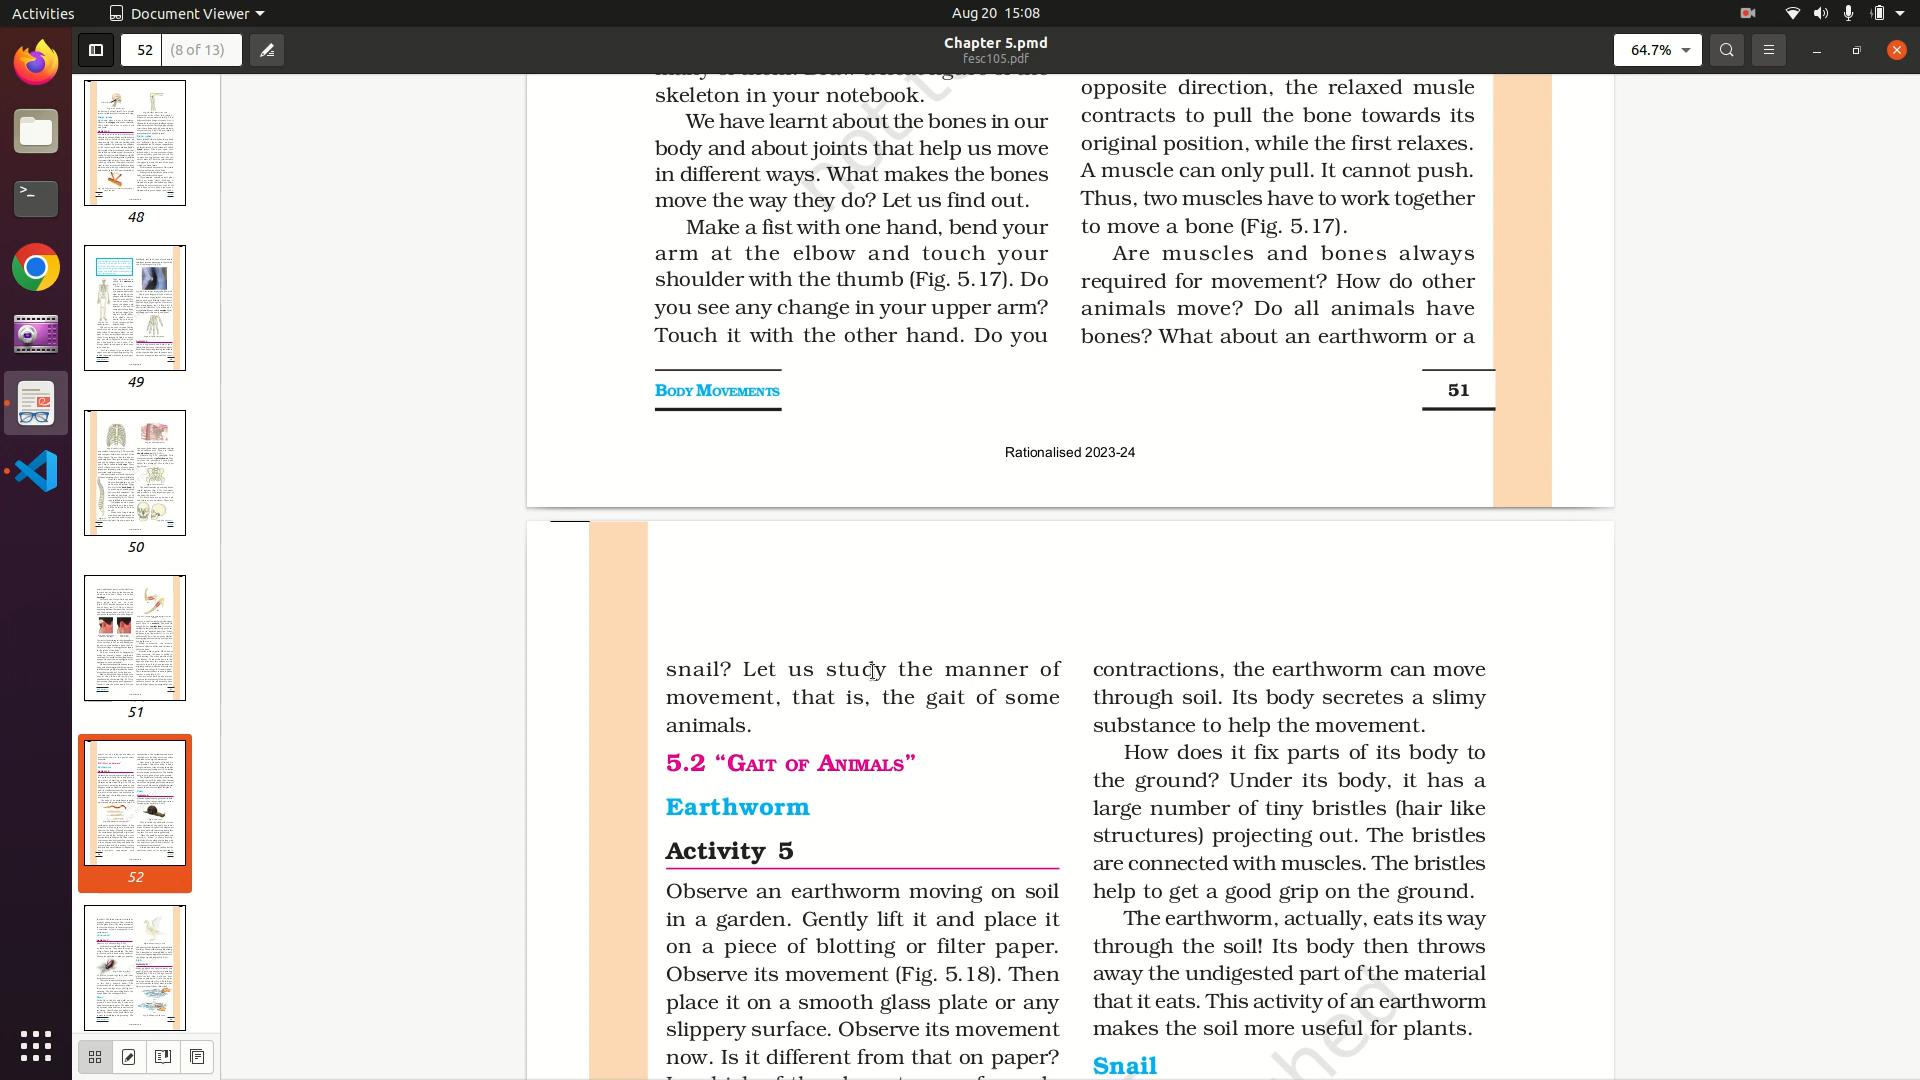 Activities
Document Viewer
Aug 20 15:08
52
(8 of 13)
Chapter 5.pmd
fesc105.pdf
64.7%
48
49
50
51
52
skeleton in your notebook.
We have learnt about the bones in our
body and about joints that help us move
in different ways. What makes the bones
move the way they do? Let us find out.
Make a fist with one hand, bend your
arm at the elbow and touch your
shoulder with the thumb (Fig. 5.17). Do
you see any change in your upper arm?
Touch it with the other hand. Do you
opposite direction, the relaxed musle
contracts to pull the bone towards its
original position, while the first relaxes.
A muscle can only pull. It cannot push.
Thus, two muscles have to work together
to move a bone (Fig. 5.17).
Are muscles and bones always
required for movement? How do other
animals move? Do all animals have
bones? What about an earthworm or a
BODY MOVEMENTS
51
Rationalised 2023-24
snail? Let us study the manner of
movement, that is, the gait of some
animals.
5.2 “GAIT OF ANIMALS”
Earthworm
Activity 5
Observe an earthworm moving on soil
in a garden. Gently lift it and place it
on a piece of blotting or filter paper.
Observe its movement (Fig. 5.18). Then
place it on a smooth glass plate or any
slippery surface. Observe its movement
now. Is it different from that on paper?
contractions, the earthworm can move
through soil. Its body secretes a slimy
substance to help the movement.
How does it fix parts of its body to
the ground? Under its body, it has a
large number of tiny bristles (hair like
structures) projecting out. The bristles
are connected with muscles. The bristles
help to get a good grip on the ground.
The earthworm, actually, eats its way
through the soil! Its body then throws
away the undigested part of the material
that it eats. This activity of an earthworm
makes the soil more useful for plants.
Snail